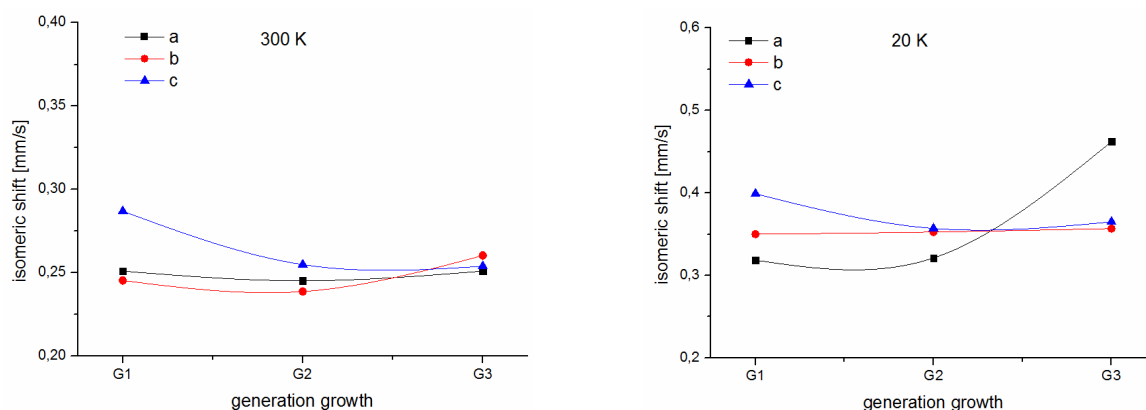 0,40
0,35
0,30
0,25
0,20
isomeric shift [mm/s]
300 K
a
b
c
G1 G2 G3
generation growth
0,6
0,5
0,4
0,3
0,2
isomeric shift [mm/s]
20 K
a
b
c
G1 G2 G3
generation growth